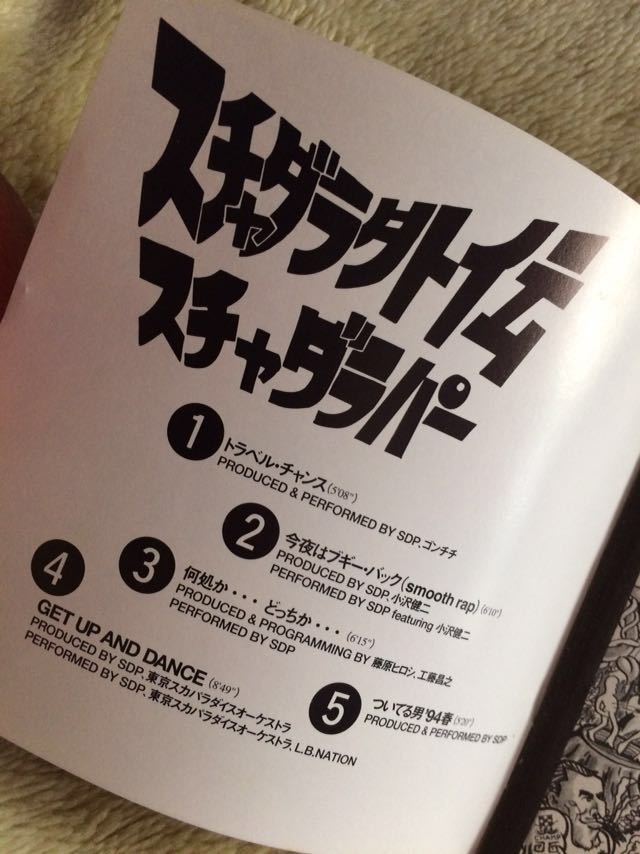 スチャダラ外伝
スチャダラパー
1
トラベル・チャンス(5'08")
PRODUCED & PERFORMED BY SDP、ゴンチチ
2
今夜はブギー・バック(smooth rap)(6'10")
PRODUCED BY SDP、小沢健二
PERFORMED BY SDP featuring 小沢健二
3
何処か・・・どっちか・・・(6'15")
PRODUCED & PROGRAMMING BY 藤原ヒロシ、工藤昌之
PERFORMED BY SDP
4
GET UP AND DANCE (8'49")
PRODUCED BY SDP、東京スカパラダイスオーケストラ
PERFORMED BY SDP、東京スカパラダイスオーケストラ、L.B.NATION
5
ついてる男'94春(5'20")
PRODUCED & PERFORMED BY SDP
CHAMP